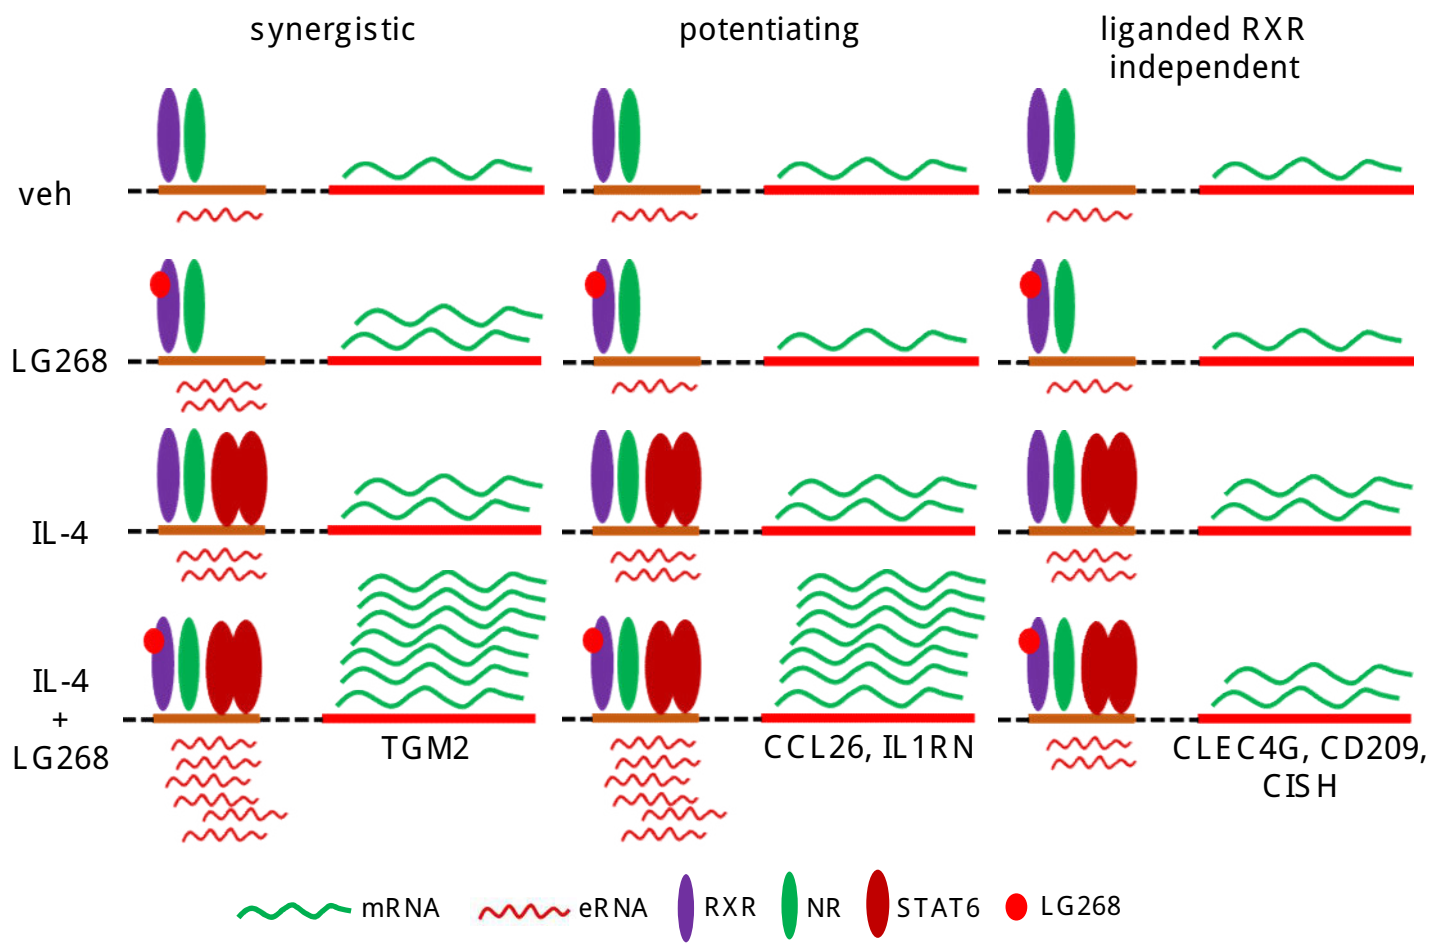 synergistic
potentiating
liganded RXR
independent
veh
LG268
IL-4
IL-4
+
LG268
TGM2
CCL26, IL1RN
CLEC4G, CD209,
CISH
mRNA
eRNA
RXR
NR
STAT6
LG268